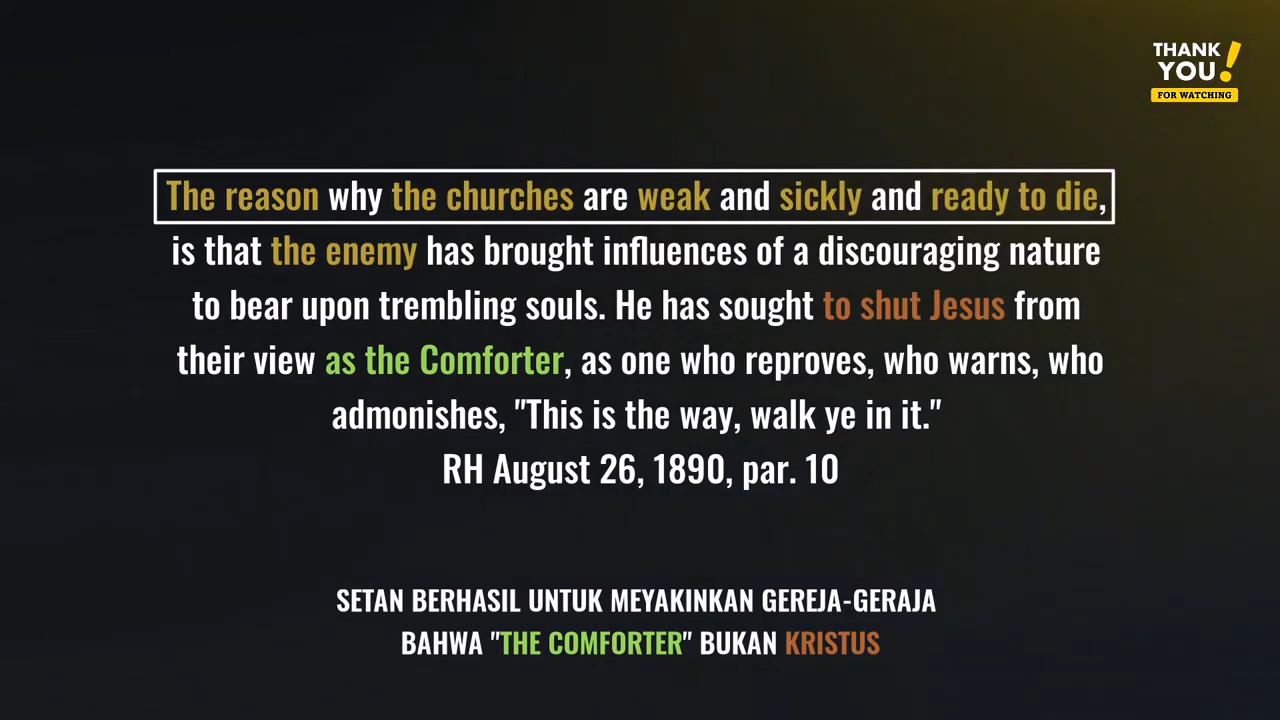 THANK
YOU!
FOR WATCHING
The reason why the churches are weak and sickly and ready to die,
is that the enemy has brought influences of a discouraging nature
to bear upon trembling souls. He has sought to shut Jesus from
their view as the Comforter, as one who reproves, who warns, who
admonishes, "This is the way, walk ye in it."
RH August 26, 1890, par. 10
SETAN BERHASIL UNTUK MEYAKINKAN GEREJA-GERAJA
BAHWA "THE COMFORTER" BUKAN KRISTUS